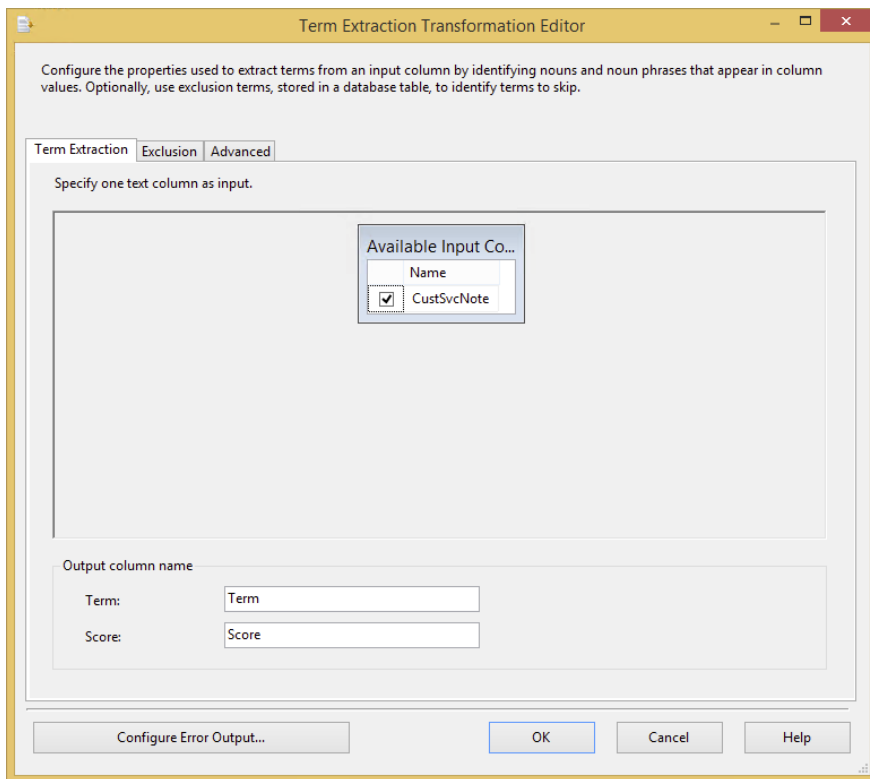 Term Extraction Transformation Editor
Configure the properties used to extract terms from an input column by identifying nouns and noun phrases that appear in column
values. Optionally, use exclusion terms, stored in a database table, to identify terms to skip.
Term Extraction Exclusion Advanced
Specify one text column as input.
Available Input Co...
Name
CustSvcNote
Output column name
Term: Term
Score: Score
Configure Error Output... OK Cancel Help